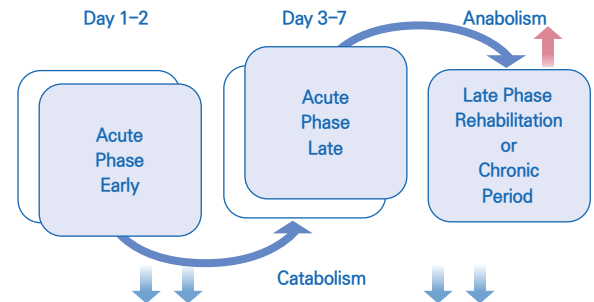 Day 1–2
Day 3–7
Anabolism
Acute
Phase
Early
Acute
Phase
Late
Late Phase
Rehabilitation
or
Chronic
Period
Catabolism